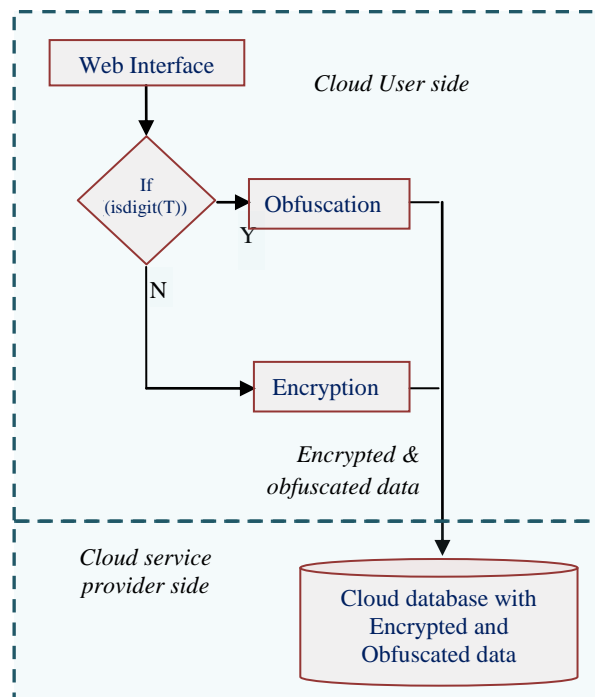 Web Interface
Cloud User side
If
(isdigit(T))
Obfuscation
Y
N
Encryption
Encrypted &
obfuscated data
Cloud service
provider side
Cloud database with
Encrypted and
Obfuscated data